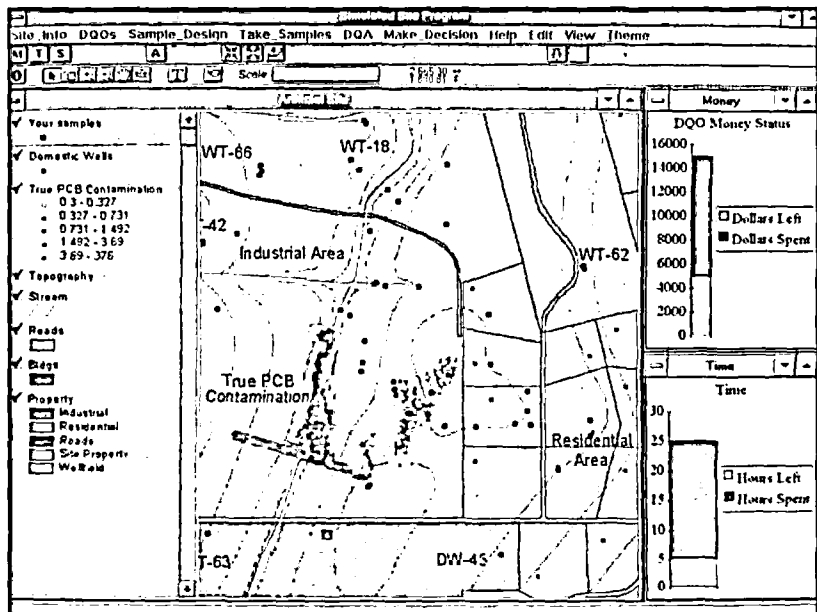 Site_Info DQOs Sample_Design Take_Samples DQA Make_Decision Help Edit View Theme
M T S A
T Scale
Your samples
Domestic Wells
True PCB Contamination
0.3 - 0.327
0.327 - 0.731
0.731 - 1.492
1.492 - 3.69
3.69 - 376
Topography
Stream
Roads
Bldgs
Property
Industrial
Residential
Roads
Site Property
Wellfield
WT-66
WT-18
-42
Industrial Area
WT-62
True PCB
Contamination
Residential
Area
T-63
DW-43
Money
DQO Money Status
16000
14000
12000
10000
8000
6000
4000
2000
0
Dollars Left
Dollars Spent
Time
Time
30
25
20
15
10
5
0
Hours Left
Hours Spent